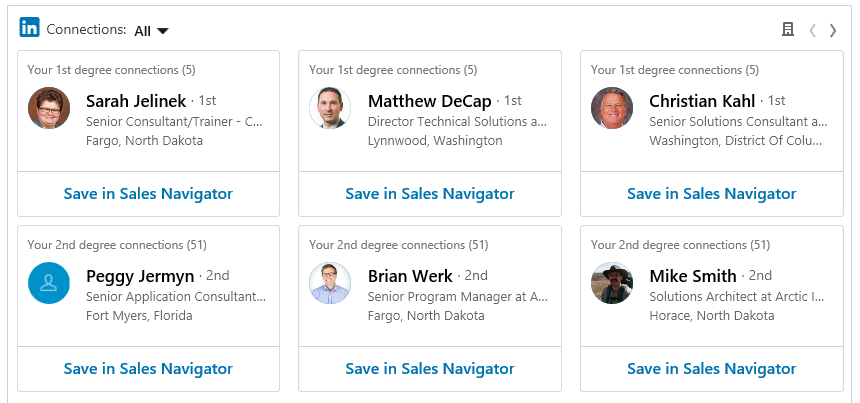 in Connections: All
Your 1st degree connections (5)
Sarah Jelinek · 1st
Senior Consultant/Trainer - C...
Fargo, North Dakota
Save in Sales Navigator
Your 1st degree connections (5)
Matthew DeCap · 1st
Director Technical Solutions a...
Lynnwood, Washington
Save in Sales Navigator
Your 1st degree connections (5)
Christian Kahl · 1st
Senior Solutions Consultant a...
Washington, District Of Colu...
Save in Sales Navigator
Your 2nd degree connections (51)
Peggy Jermyn · 2nd
Senior Application Consultant...
Fort Myers, Florida
Save in Sales Navigator
Your 2nd degree connections (51)
Brian Werk · 2nd
Senior Program Manager at A...
Fargo, North Dakota
Save in Sales Navigator
Your 2nd degree connections (51)
Mike Smith · 2nd
Solutions Architect at Arctic I...
Horace, North Dakota
Save in Sales Navigator